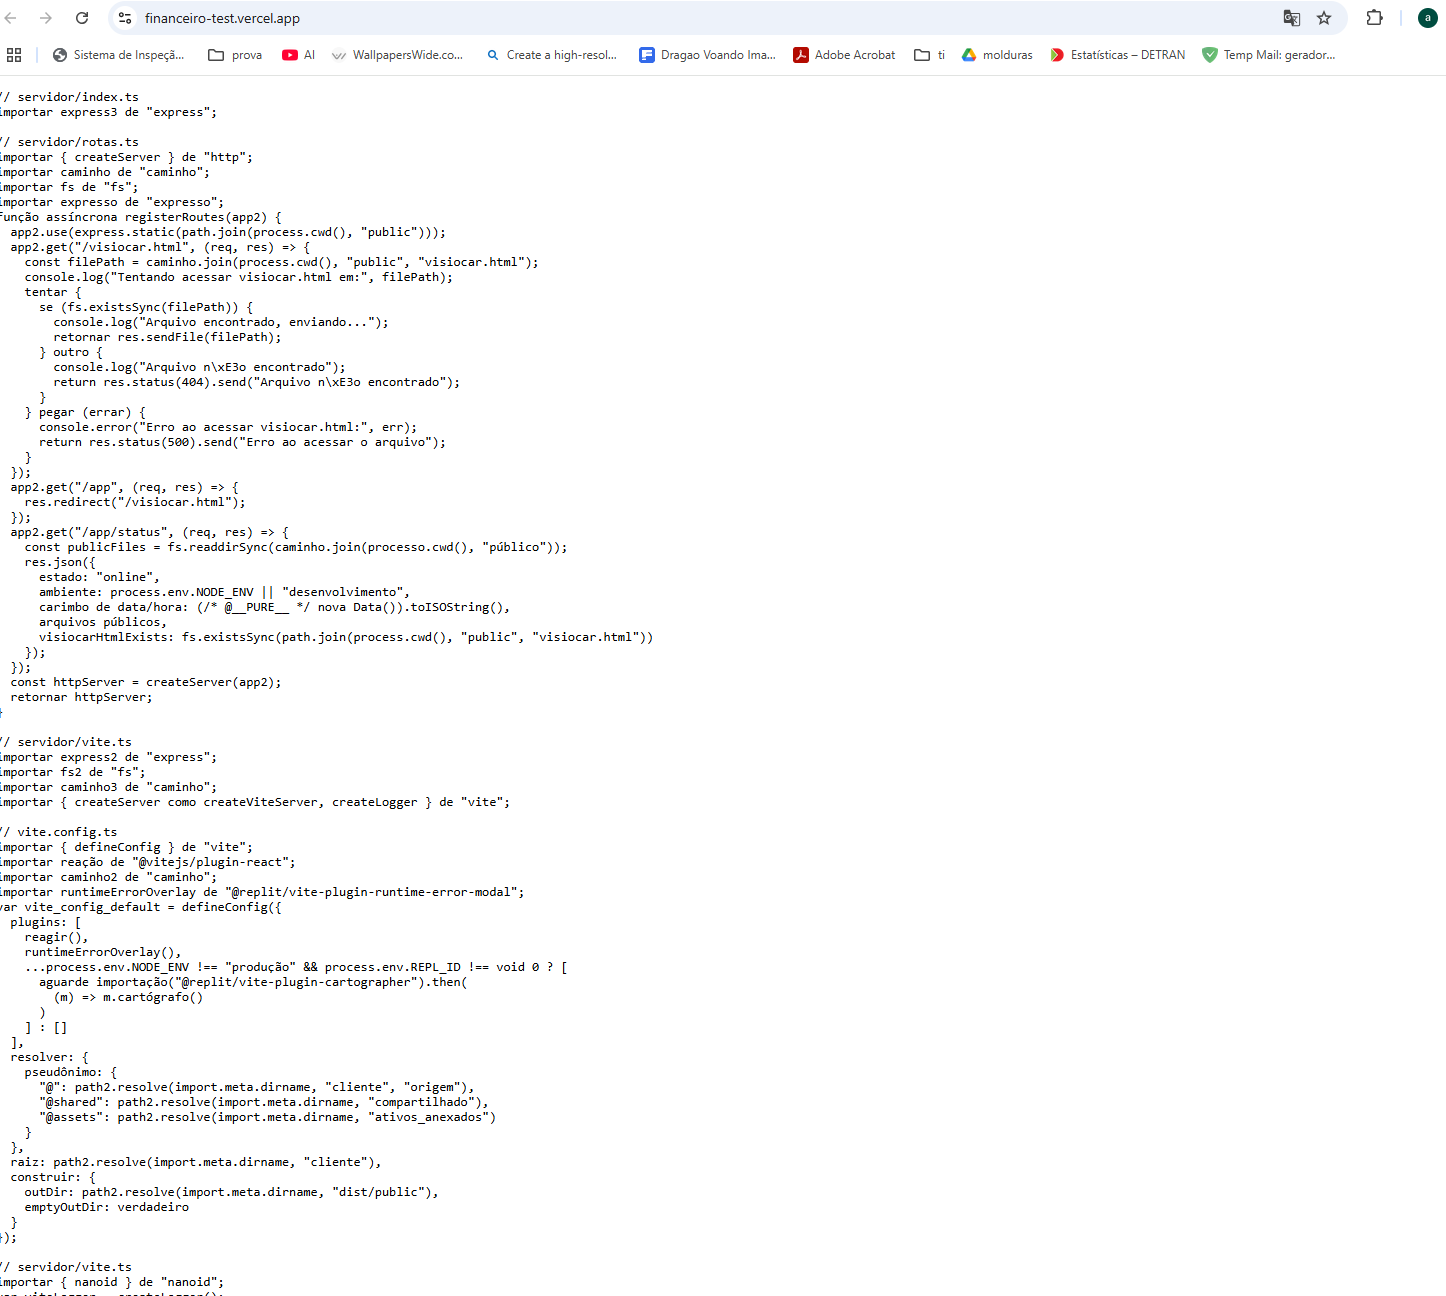 financeiro-test.vercel.app
a
Sistema de Inspeçã...
prova
AI
WallpapersWide.co...
Create a high-resol...
Dragao Voando Ima...
Adobe Acrobat
ti
molduras
Estatísticas – DETRAN
Temp Mail: gerador...
// servidor/index.ts
importar express3 de "express";
// servidor/rotas.ts
importar { createServer } de "http";
importar caminho de "caminho";
importar fs de "fs";
importar expresso de "expresso";
função assíncrona registerRoutes(app2) {
  app2.use(express.static(path.join(process.cwd(), "public")));
  app2.get("/visiocar.html", (req, res) => {
    const filePath = caminho.join(process.cwd(), "public", "visiocar.html");
    console.log("Tentando acessar visiocar.html em:", filePath);
    tentar {
      se (fs.existsSync(filePath)) {
        console.log("Arquivo encontrado, enviando...");
        retornar res.sendFile(filePath);
      } outro {
        console.log("Arquivo n\xE3o encontrado");
        return res.status(404).send("Arquivo n\xE3o encontrado");
      }
    } pegar (errar) {
      console.error("Erro ao acessar visiocar.html:", err);
      return res.status(500).send("Erro ao acessar o arquivo");
    }
  });
  app2.get("/app", (req, res) => {
    res.redirect("/visiocar.html");
  });
  app2.get("/app/status", (req, res) => {
    const publicFiles = fs.readdirSync(caminho.join(processo.cwd(), "público"));
    res.json({
      estado: "online",
      ambiente: process.env.NODE_ENV || "desenvolvimento",
      carimbo de data/hora: (/* @__PURE__ */ nova Data()).toISOString(),
      arquivos públicos,
      visiocarHtmlExists: fs.existsSync(path.join(process.cwd(), "public", "visiocar.html"))
    });
  });
  const httpServer = createServer(app2);
  retornar httpServer;
}
// servidor/vite.ts
importar express2 de "express";
importar fs2 de "fs";
importar caminho3 de "caminho";
importar { createServer como createViteServer, createLogger } de "vite";
// vite.config.ts
importar { defineConfig } de "vite";
importar reação de "@vitejs/plugin-react";
importar caminho2 de "caminho";
importar runtimeErrorOverlay de "@replit/vite-plugin-runtime-error-modal";
var vite_config_default = defineConfig({
  plugins: [
    reagir(),
    runtimeErrorOverlay(),
    ...process.env.NODE_ENV !== "produção" && process.env.REPL_ID !== void 0 ? [
      aguarde importação("@replit/vite-plugin-cartographer").then(
        (m) => m.cartógrafo()
      )
    ] : []
  ],
  resolver: {
    pseudônimo: {
      "@": path2.resolve(import.meta.dirname, "cliente", "origem"),
      "@shared": path2.resolve(import.meta.dirname, "compartilhado"),
      "@assets": path2.resolve(import.meta.dirname, "ativos_anexados")
    }
  },
  raiz: path2.resolve(import.meta.dirname, "cliente"),
  construir: {
    outDir: path2.resolve(import.meta.dirname, "dist/public"),
    emptyOutDir: verdadeiro
  }
});
// servidor/vite.ts
importar { nanoid } de "nanoid";